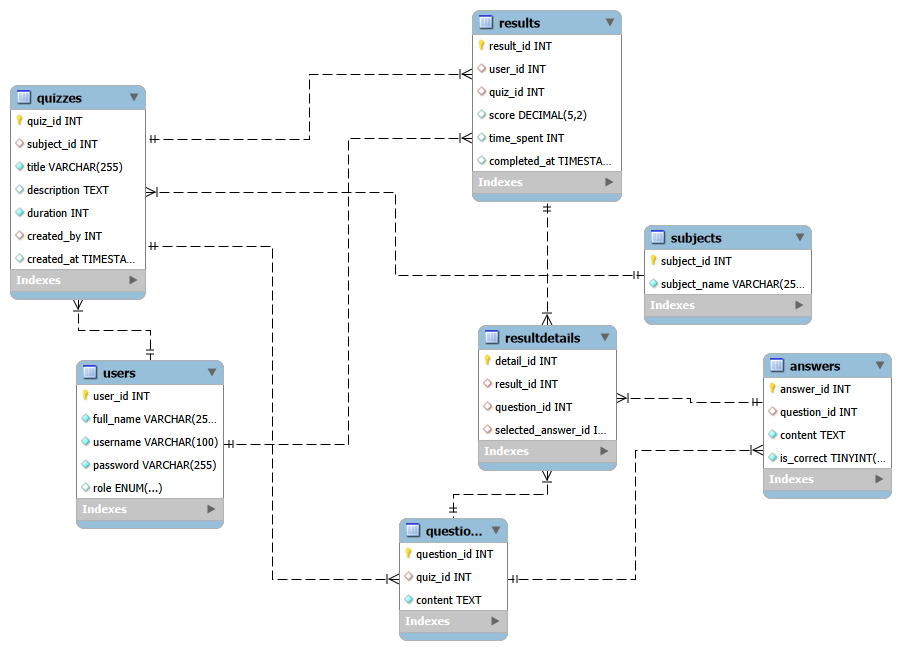 results
result_id INT
user_id INT
quiz_id INT
score DECIMAL(5,2)
time_spent INT
completed_at TIMESTA...
Indexes
quizzes
quiz_id INT
subject_id INT
title VARCHAR(255)
description TEXT
duration INT
created_by INT
created_at TIMESTA...
Indexes
subjects
subject_id INT
subject_name VARCHAR(25...
Indexes
resultdetails
detail_id INT
result_id INT
question_id INT
selected_answer_id I...
Indexes
answers
answer_id INT
question_id INT
content TEXT
is_correct TINYINT(...
Indexes
users
user_id INT
full_name VARCHAR(25...
username VARCHAR(100)
password VARCHAR(255)
role ENUM(...)
Indexes
questio...
question_id INT
quiz_id INT
content TEXT
Indexes